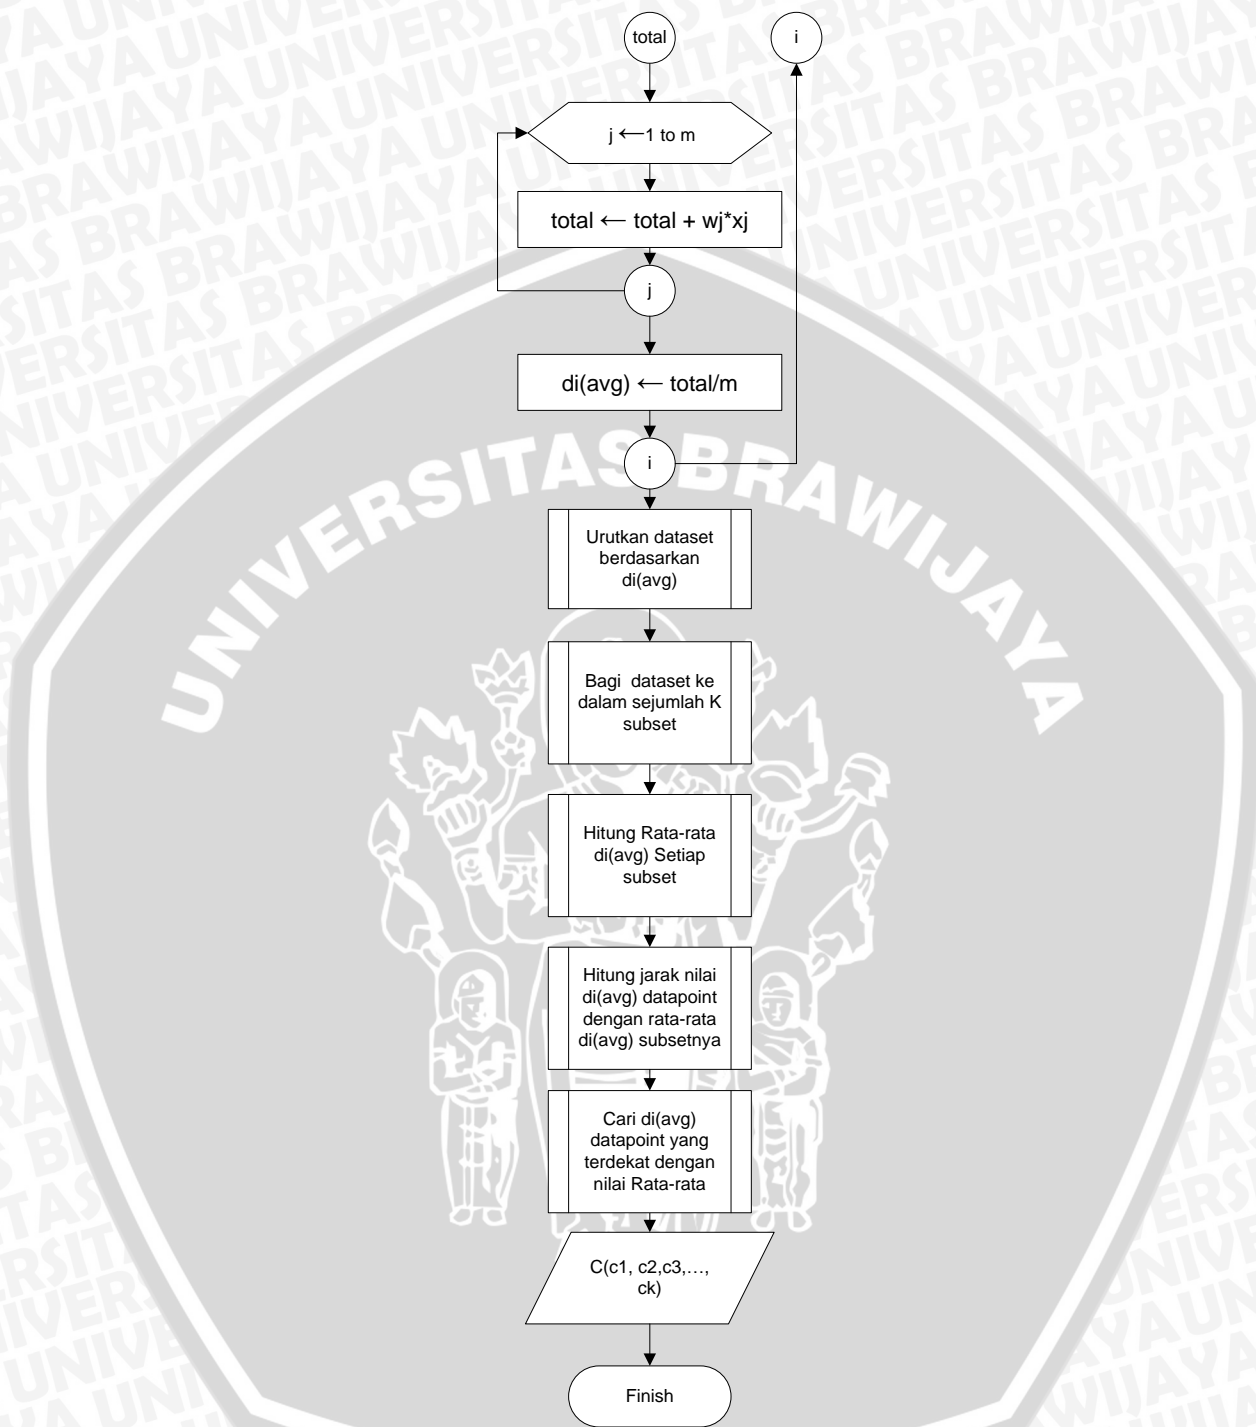 total
i
j ←1 to m
total ← total + wj*xj
j
di(avg) ← total/m
i
UNIVERSITAS BRAWIJAYA
Urutkan dataset
berdasarkan
di(avg)
Bagi dataset ke
dalam sejumlah K
subset
Hitung Rata-rata
di(avg) Setiap
subset
Hitung jarak nilai
di(avg) datapoint
dengan rata-rata
di(avg) subsetnya
Cari di(avg)
datapoint yang
terdekat dengan
nilai Rata-rata
C(c1, c2,c3,…,
ck)
Finish